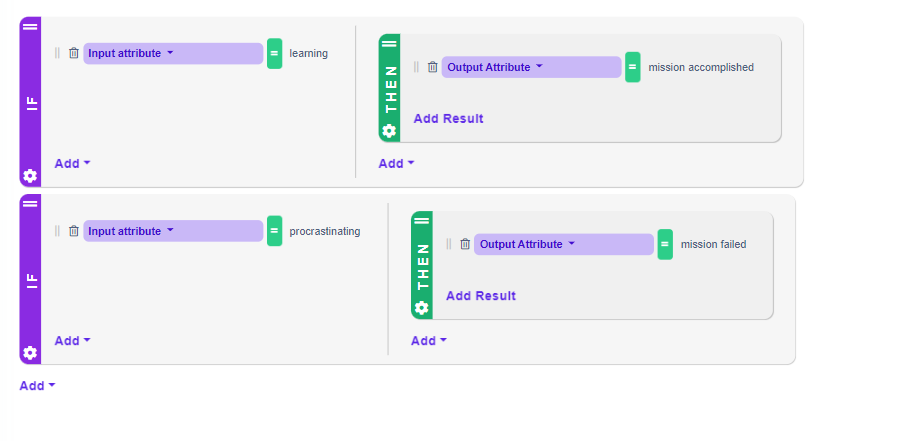 IF
Input attribute = learning
THEN
Output Attribute = mission accomplished
Add Result
Add
Add
IF
Input attribute = procrastinating
THEN
Output Attribute = mission failed
Add Result
Add
Add
Add